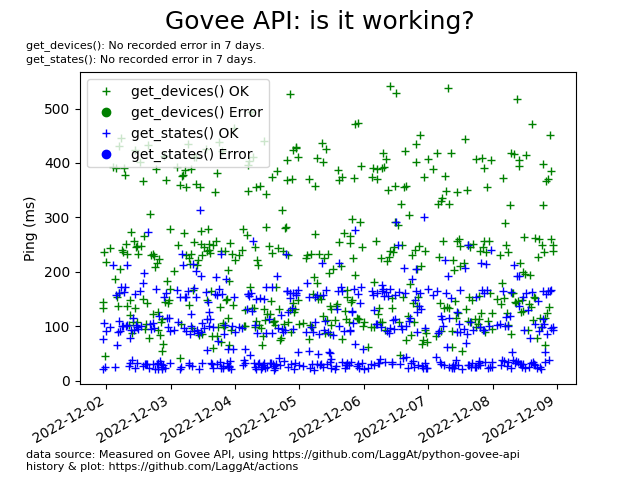 Govee API: is it working?
get_devices(): No recorded error in 7 days.
get_states(): No recorded error in 7 days.
get_devices() OK
get_devices() Error
get_states() OK
get_states() Error
Ping (ms)
500
400
300
200
100
0
2022-12-02
2022-12-03
2022-12-04
2022-12-05
2022-12-06
2022-12-07
2022-12-08
2022-12-09
data source: Measured on Govee API, using https://github.com/LaggAt/python-govee-api
history & plot: https://github.com/LaggAt/actions